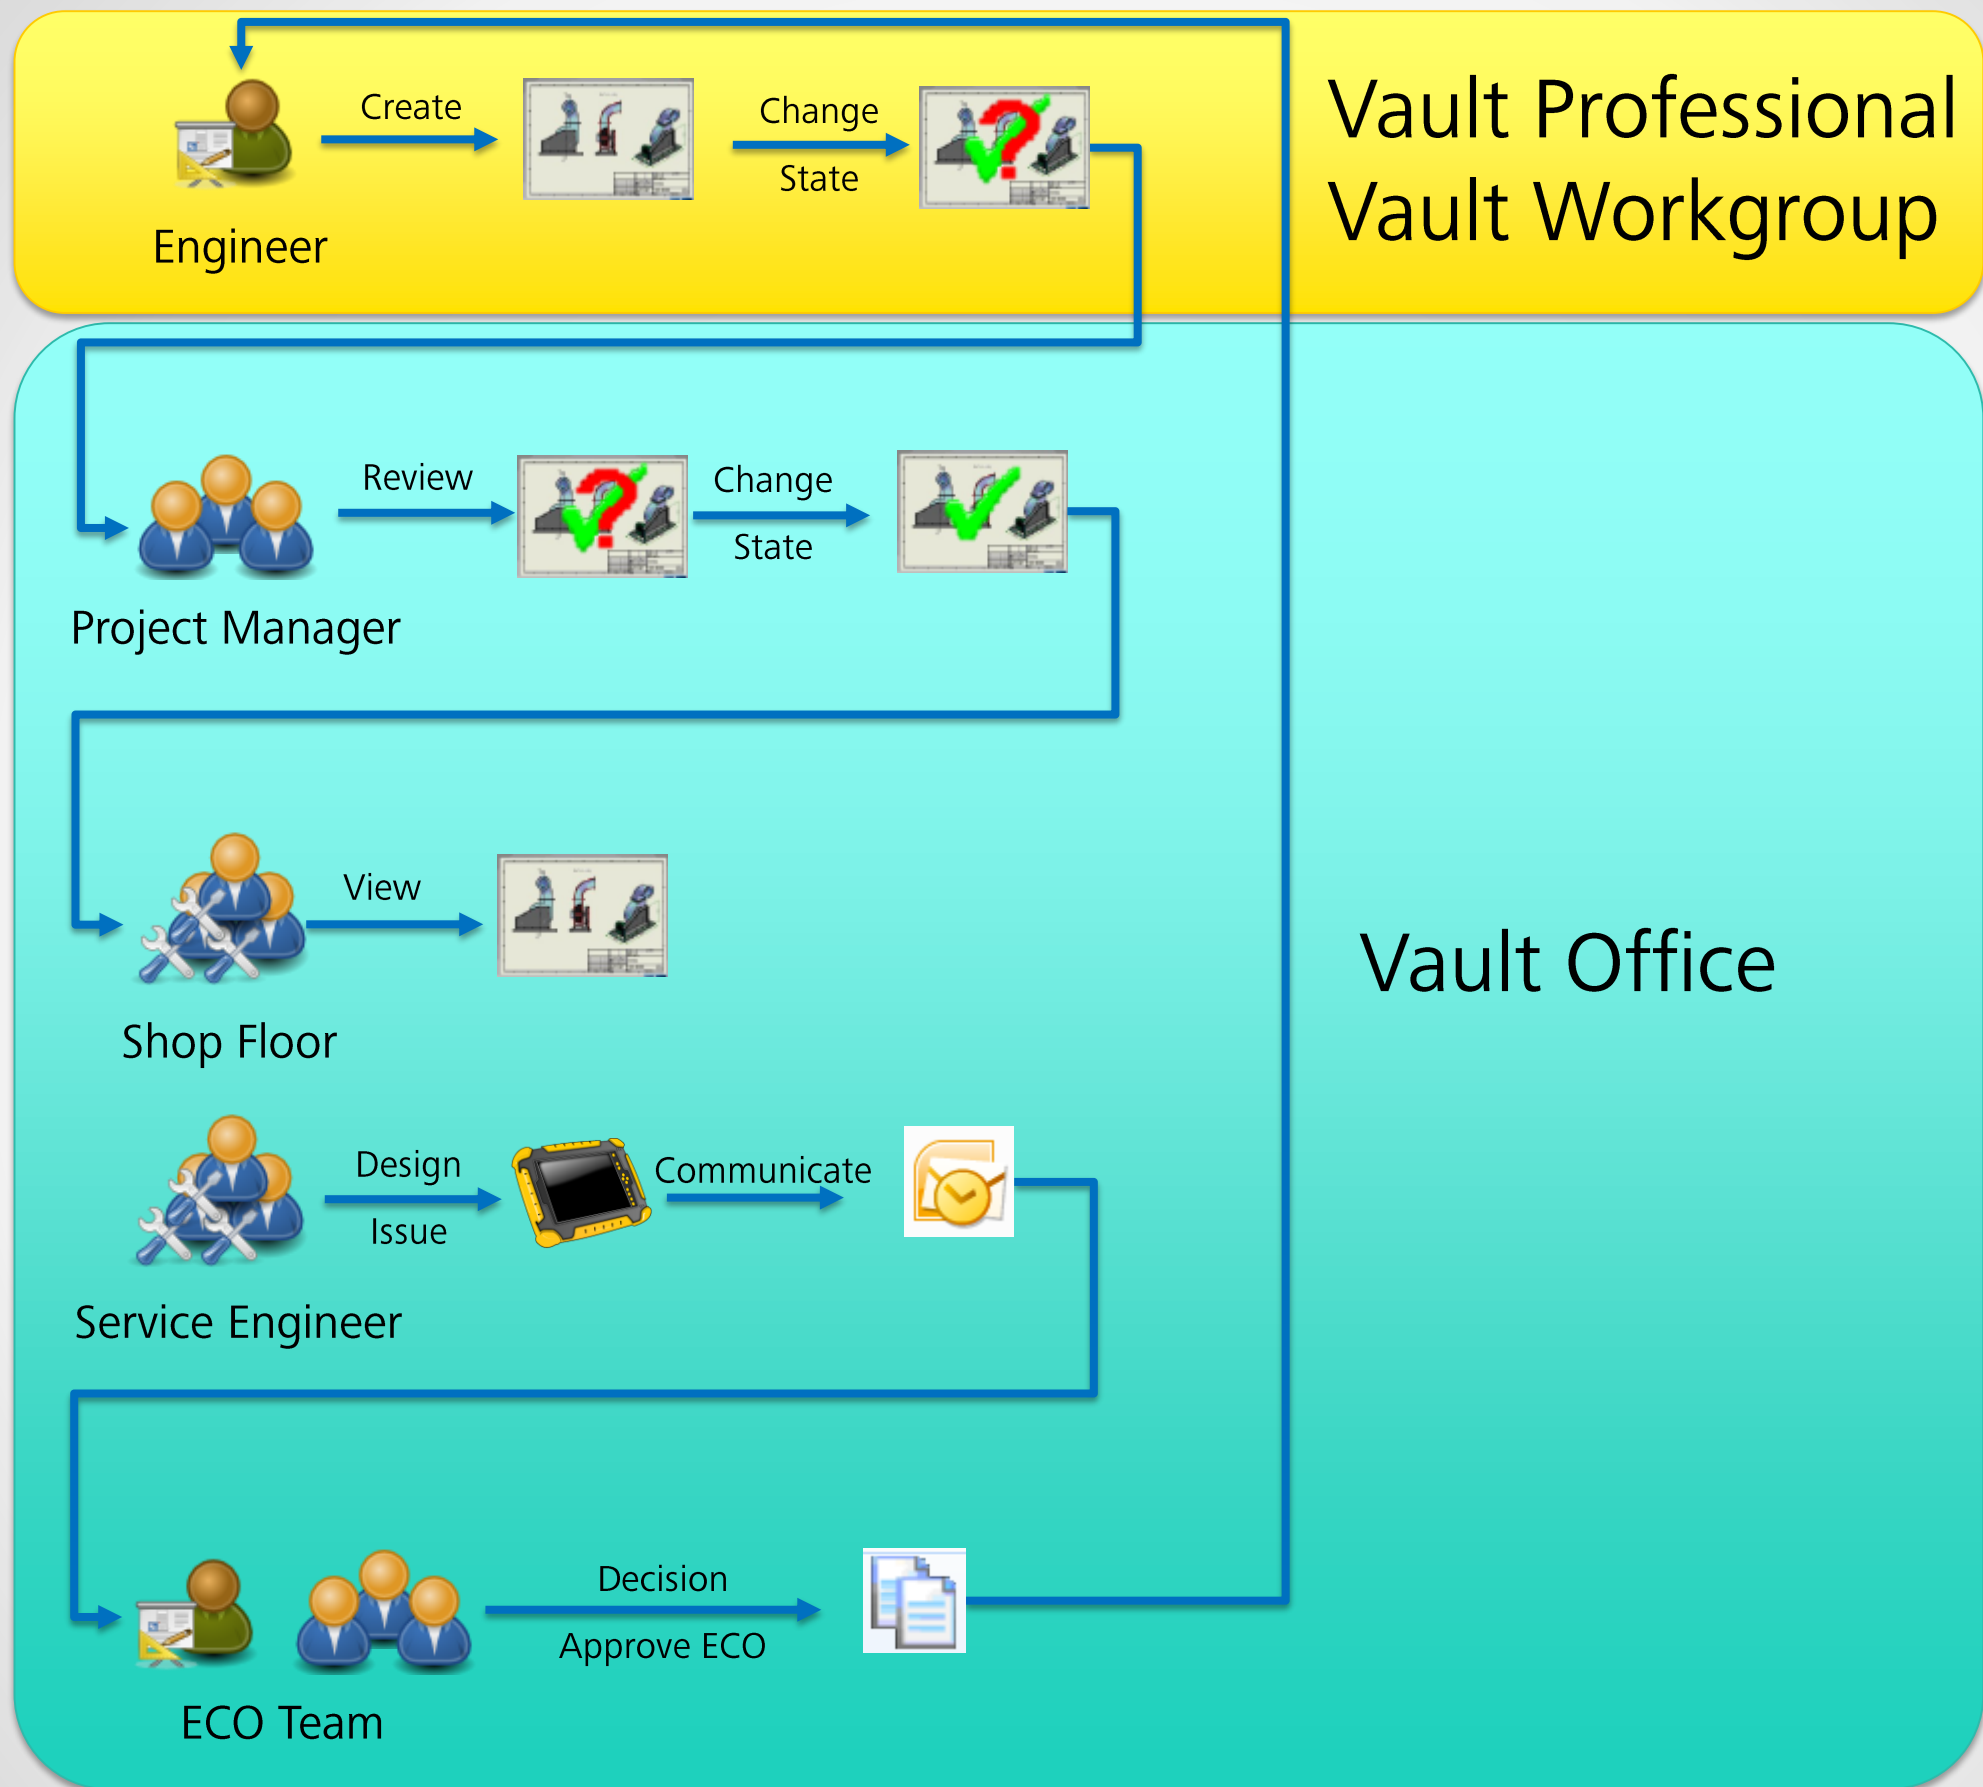 Create
Change
State
Engineer
Vault Professional
Vault Workgroup
Review
Change
State
Project Manager
View
Shop Floor
Vault Office
Design
Issue
Communicate
Service Engineer
Decision
Approve ECO
ECO Team